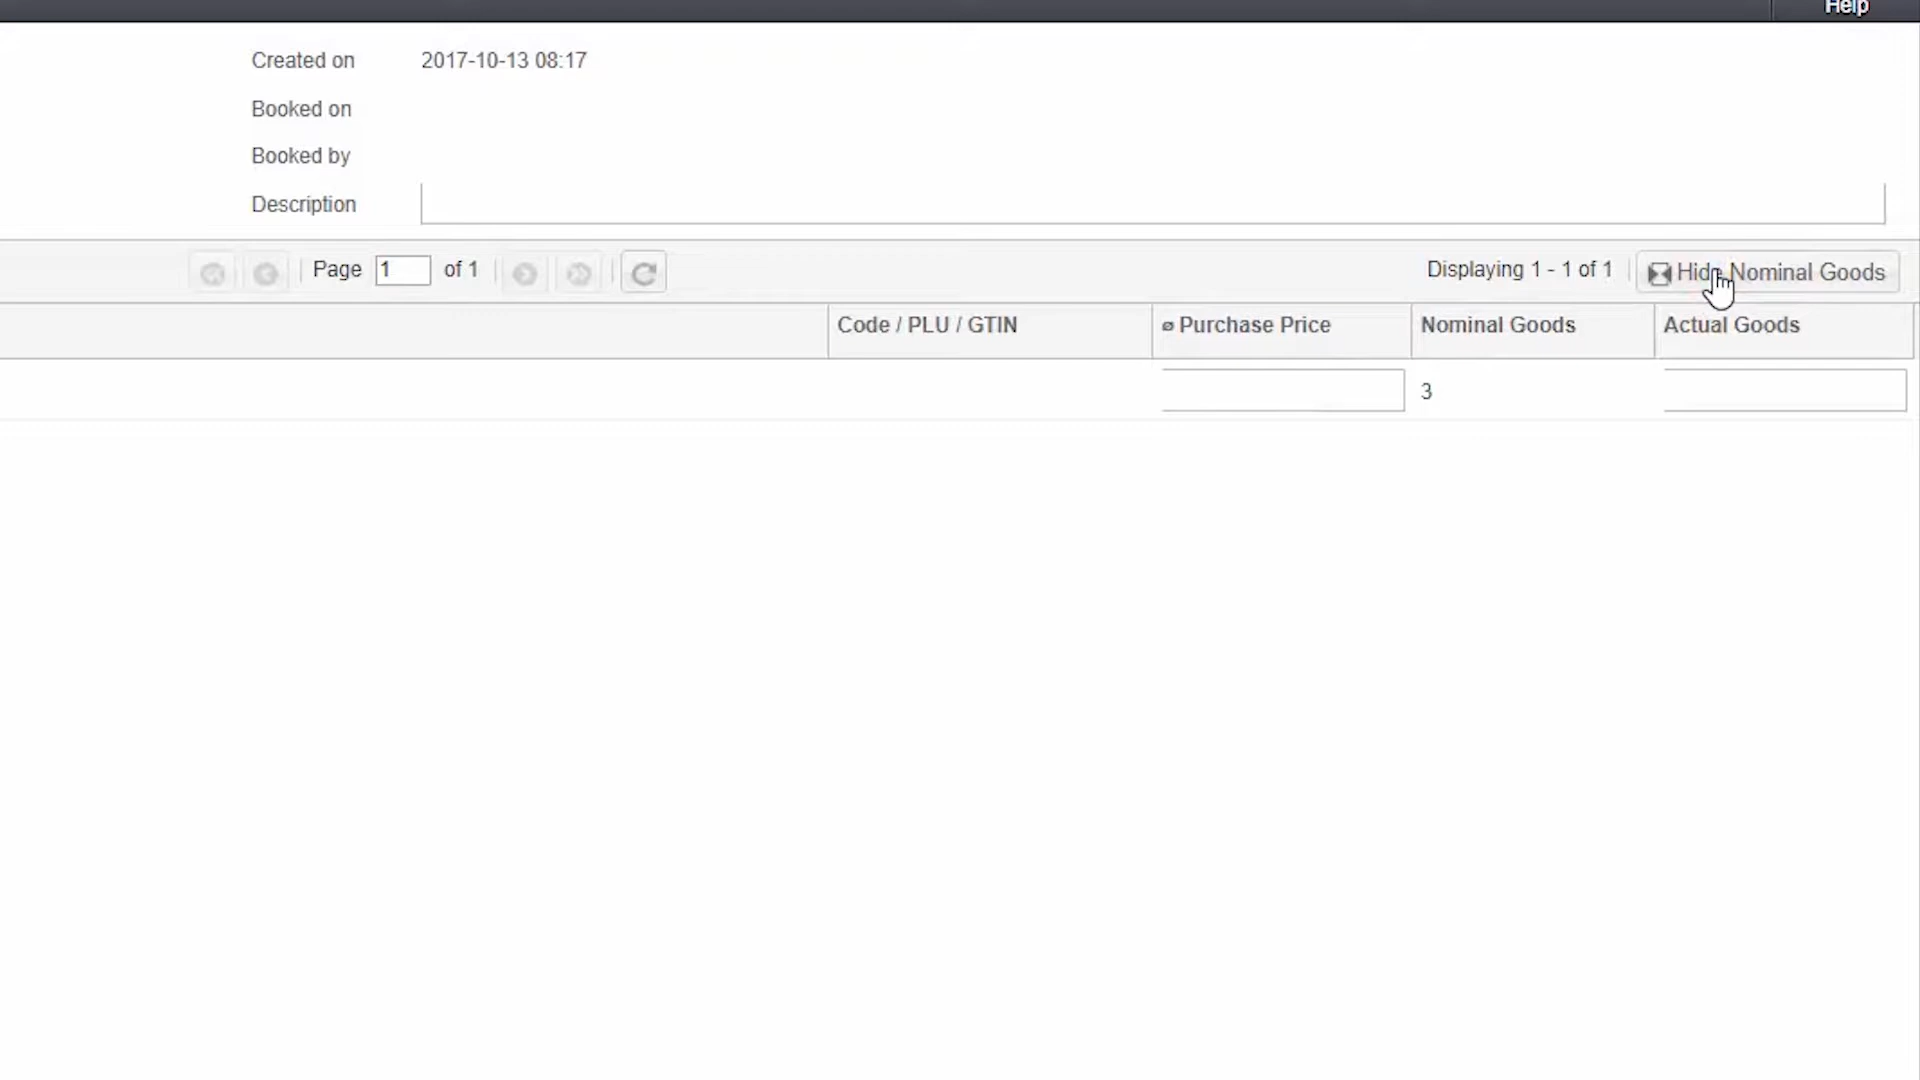 Help
Created on 2017-10-13 08:17
Booked on
Booked by
Description
Page 1 of 1 Displaying 1 - 1 of 1 Hide Nominal Goods
Code / PLU / GTIN ø Purchase Price Nominal Goods Actual Goods
3